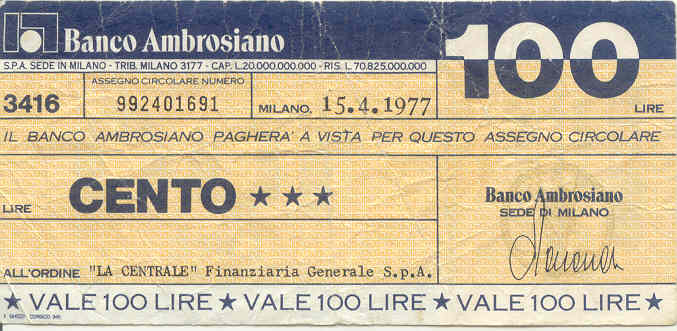 Banco Ambrosiano
100
S.P.A. SEDE IN MILANO - TRIB. MILANO 3177 - CAP. L.20.000.000.000 - RIS. L.70.825.000.000
ASSEGNO CIRCOLARE NUMERO
3416 992401691 MILANO, 15.4.1977 LIRE
IL BANCO AMBROSIANO PAGHERA' A VISTA PER QUESTO ASSEGNO CIRCOLARE
LIRE CENTO ★★★
Banco Ambrosiano
SEDE DI MILANO
ALL'ORDINE "LA CENTRALE" Finanziaria Generale S.p.A.
★ VALE 100 LIRE ★ VALE 100 LIRE ★ VALE 100 LIRE ★